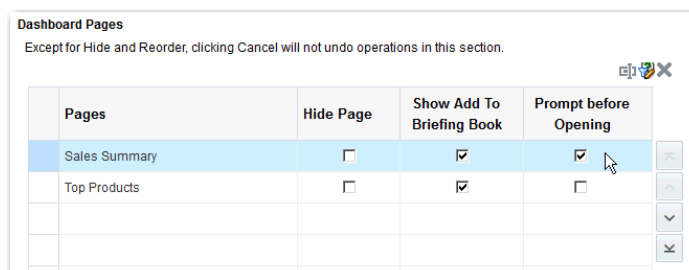 Dashboard Pages
Except for Hide and Reorder, clicking Cancel will not undo operations in this section.
Pages
Hide Page
Show Add To
Briefing Book
Prompt before
Opening
Sales Summary
Top Products